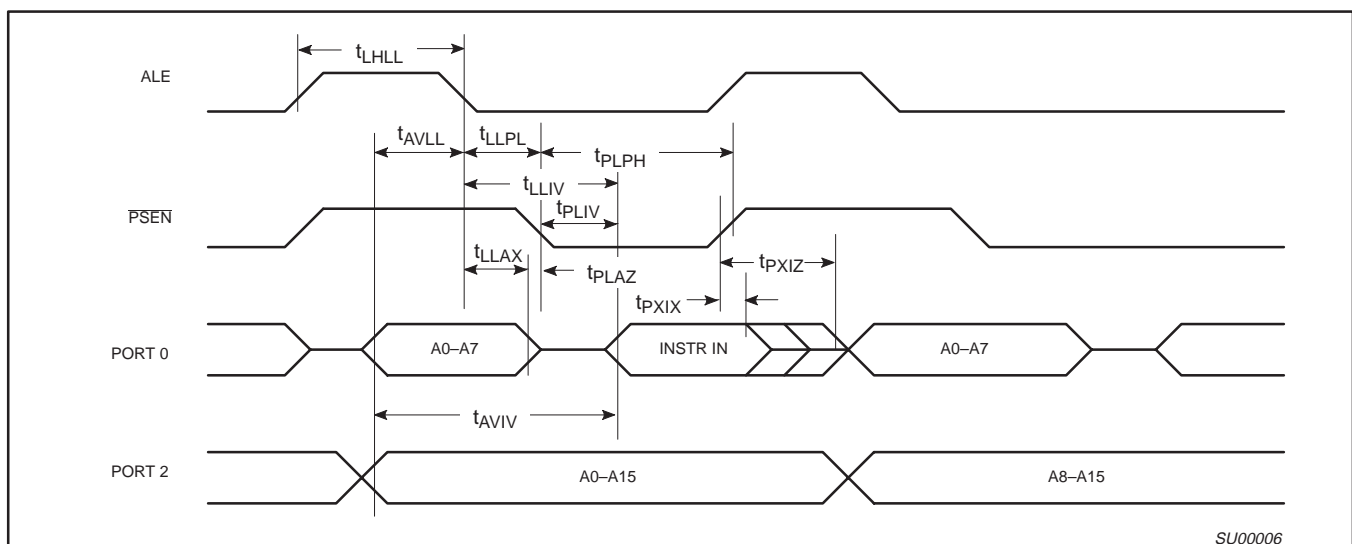 tLHLL
ALE
tAVLL
tLLPL
tPLPH
tLLIV
PSEN
tPLIV
tLLAX
tPLAZ
tPXIZ
tPXIX
PORT 0
A0–A7
INSTR IN
A0–A7
tAVIV
PORT 2
A0–A15
A8–A15
SU00006